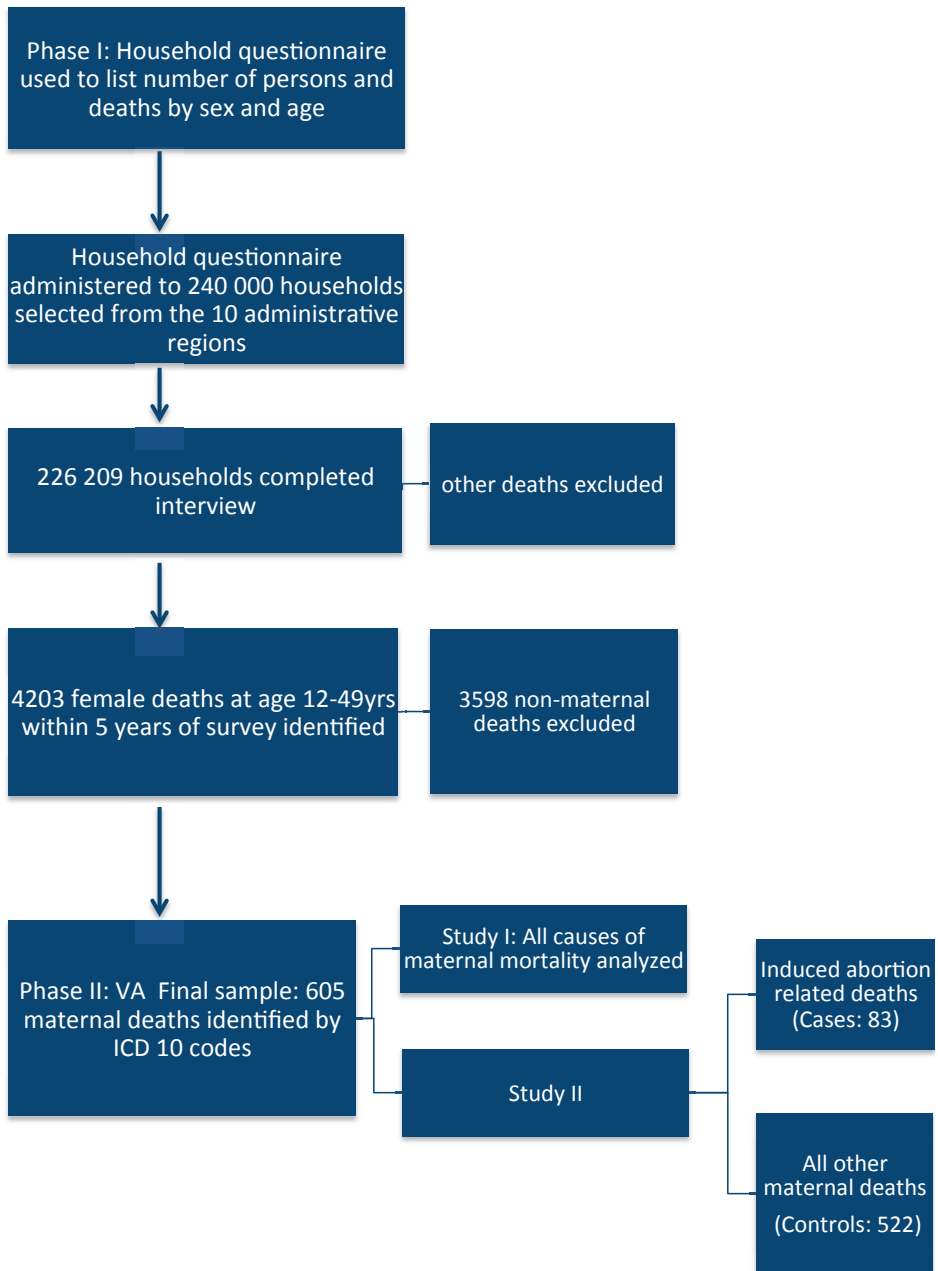 Phase I: Household questionnaire
used to list number of persons and
deaths by sex and age
Household questionnaire
administered to 240 000 households
selected from the 10 administrative
regions
226 209 households completed
interview
other deaths excluded
4203 female deaths at age 12-49yrs
within 5 years of survey identified
3598 non-maternal
deaths excluded
Phase II: VA  Final sample: 605
maternal deaths identified by
ICD 10 codes
Study I: All causes of
maternal mortality analyzed
Study II
Induced abortion
related deaths
(Cases: 83)
All other
maternal deaths
(Controls: 522)